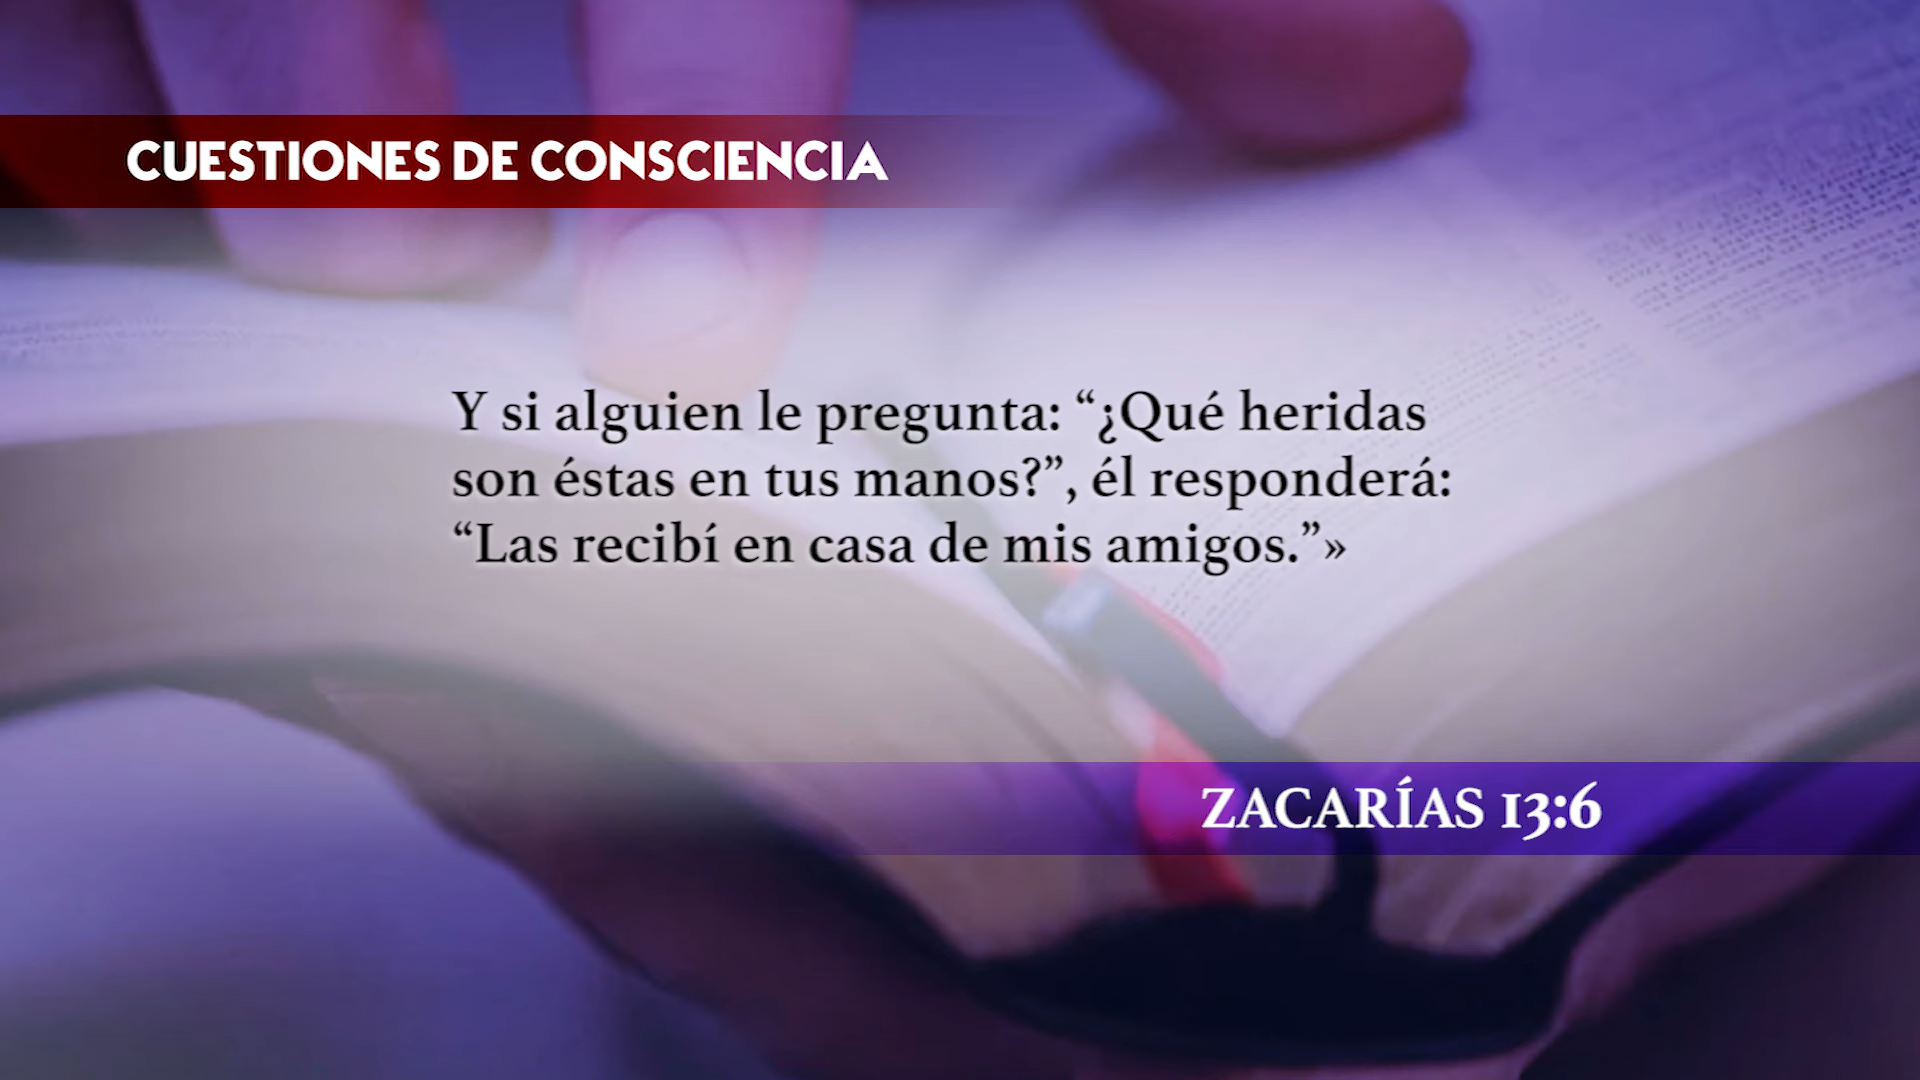 CUESTIONES DE CONSCIENCIA
Y si alguien le pregunta: “¿Qué heridas
son éstas en tus manos?”, él responderá:
“Las recibí en casa de mis amigos.”»
ZACARÍAS 13:6